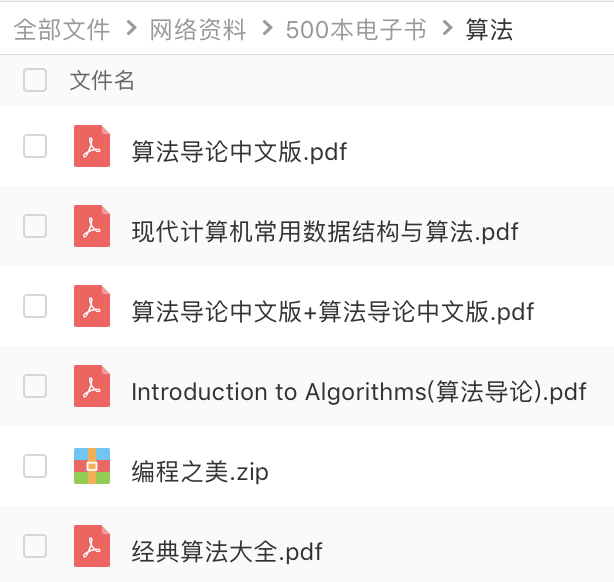 全部文件 > 网络资料 > 500本电子书 > 算法
文件名
算法导论中文版.pdf
现代计算机常用数据结构与算法.pdf
算法导论中文版+算法导论中文版.pdf
Introduction to Algorithms(算法导论).pdf
编程之美.zip
经典算法大全.pdf